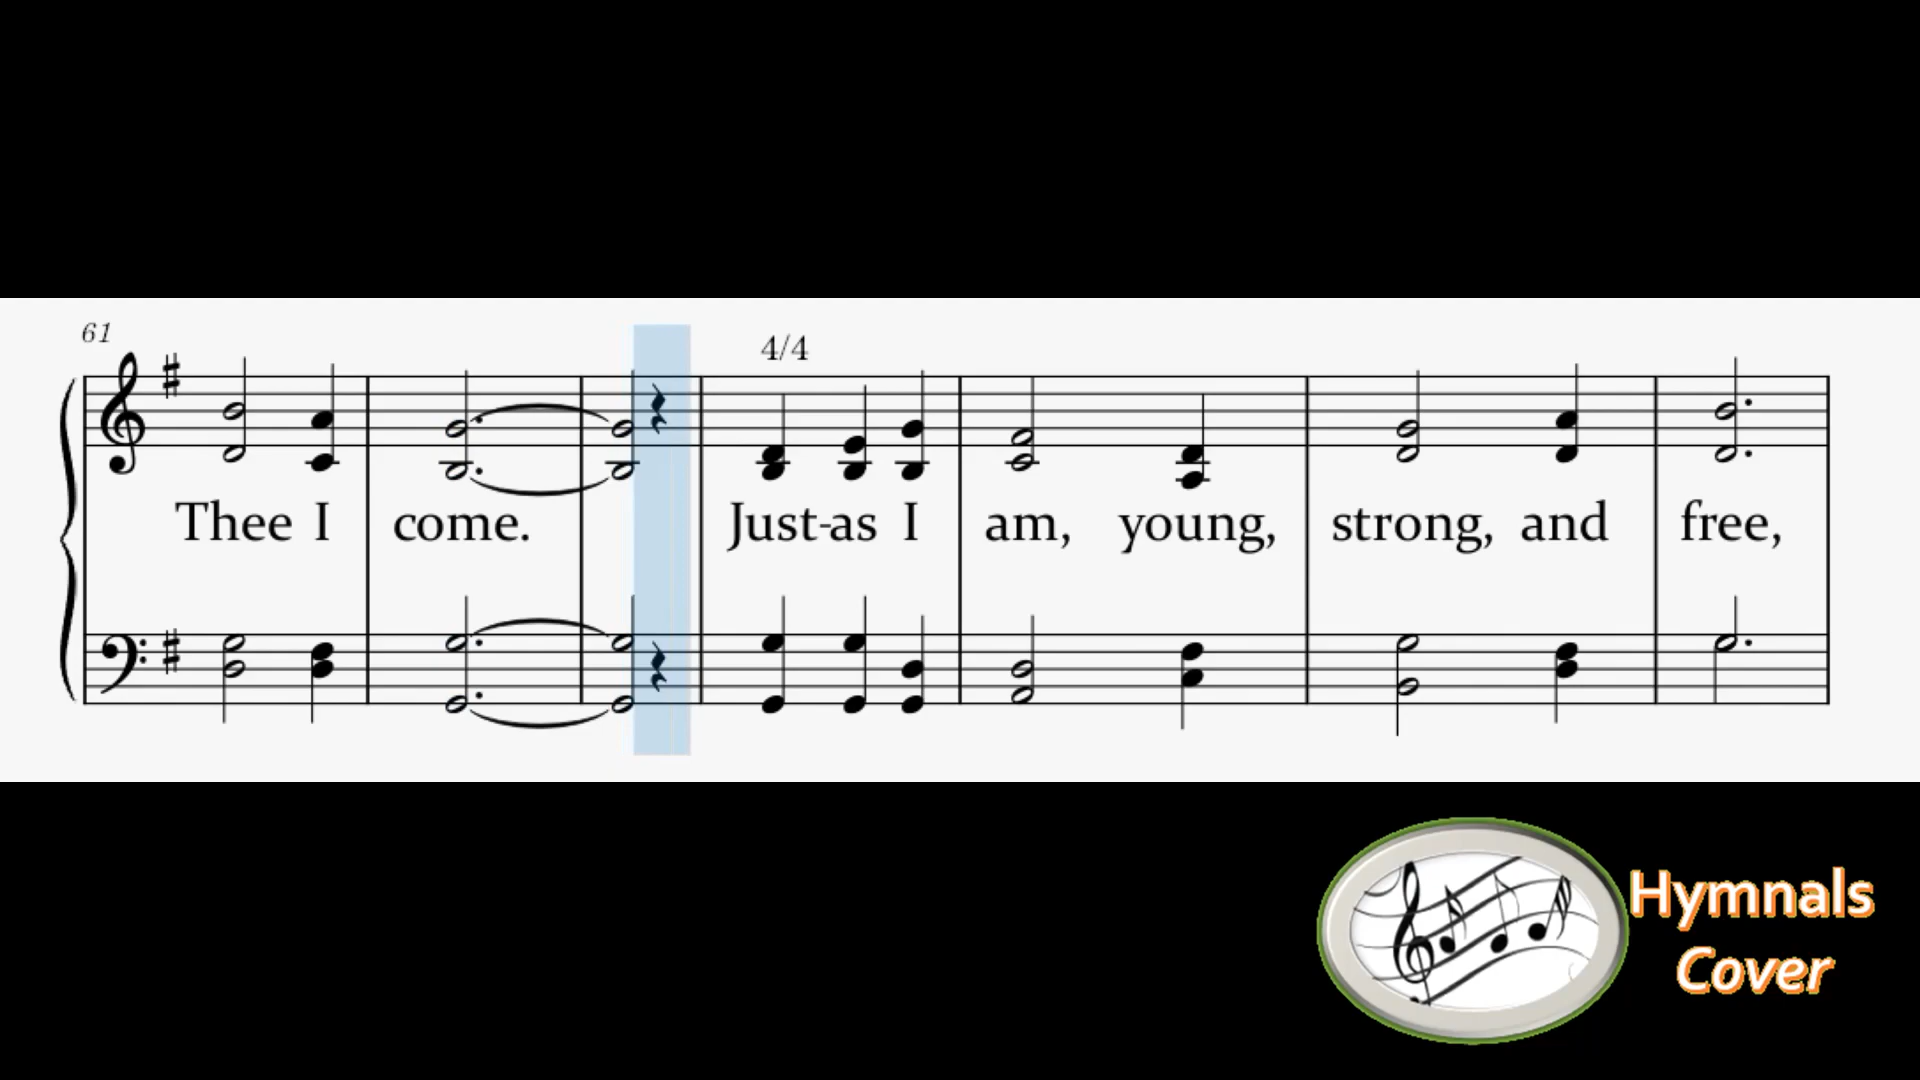 61
4/4
Thee I come. Just-as I am, young, strong, and free,
Hymnals
Cover